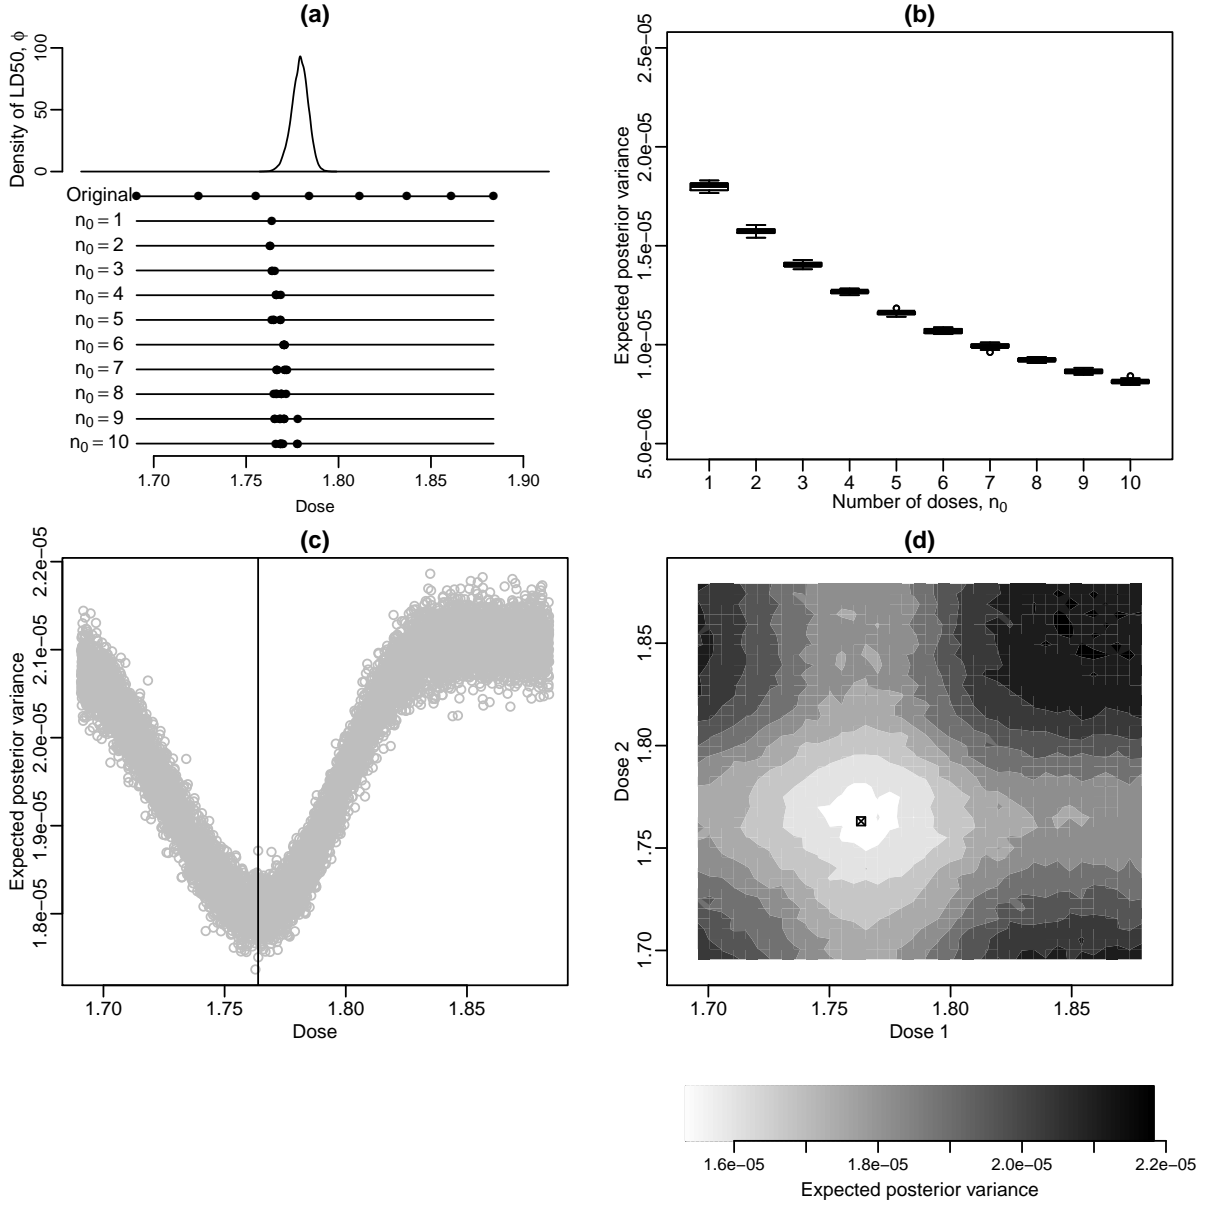 (a)
Density of LD50, ϕ
0
50
100
Original
n₀ = 1
n₀ = 2
n₀ = 3
n₀ = 4
n₀ = 5
n₀ = 6
n₀ = 7
n₀ = 8
n₀ = 9
n₀ = 10
1.70 1.75 1.80 1.85 1.90
Dose
(b)
Expected posterior variance
5.0e−06 1.0e−05 1.5e−05 2.0e−05 2.5e−05
1 2 3 4 5 6 7 8 9 10
Number of doses, n₀
(c)
Expected posterior variance
1.8e−05 1.9e−05 2.0e−05 2.1e−05 2.2e−05
1.70 1.75 1.80 1.85
Dose
(d)
Dose 2
1.70 1.75 1.80 1.85
1.70 1.75 1.80 1.85
Dose 1
1.6e−05 1.8e−05 2.0e−05 2.2e−05
Expected posterior variance